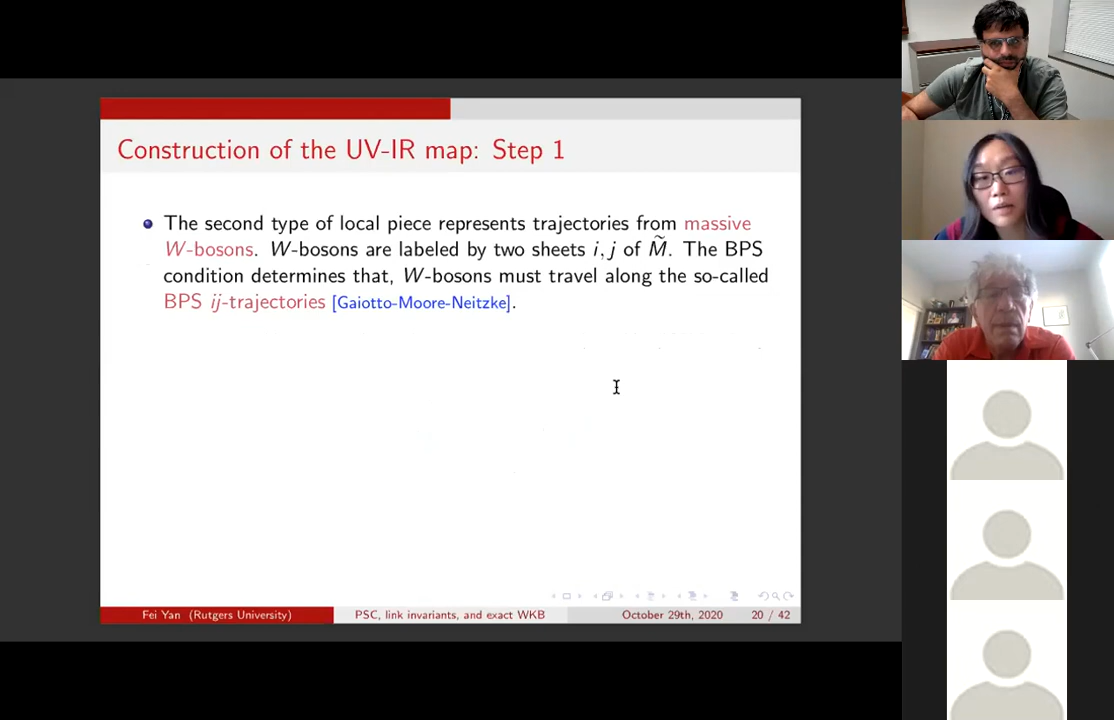 Construction of the UV-IR map: Step 1
The second type of local piece represents trajectories from massive
W-bosons. W-bosons are labeled by two sheets i, j of M̃. The BPS
condition determines that, W-bosons must travel along the so-called
BPS ij-trajectories [Gaiotto-Moore-Neitzke].
Fei Yan (Rutgers University) PSC, link invariants, and exact WKB October 29th, 2020 20 / 42